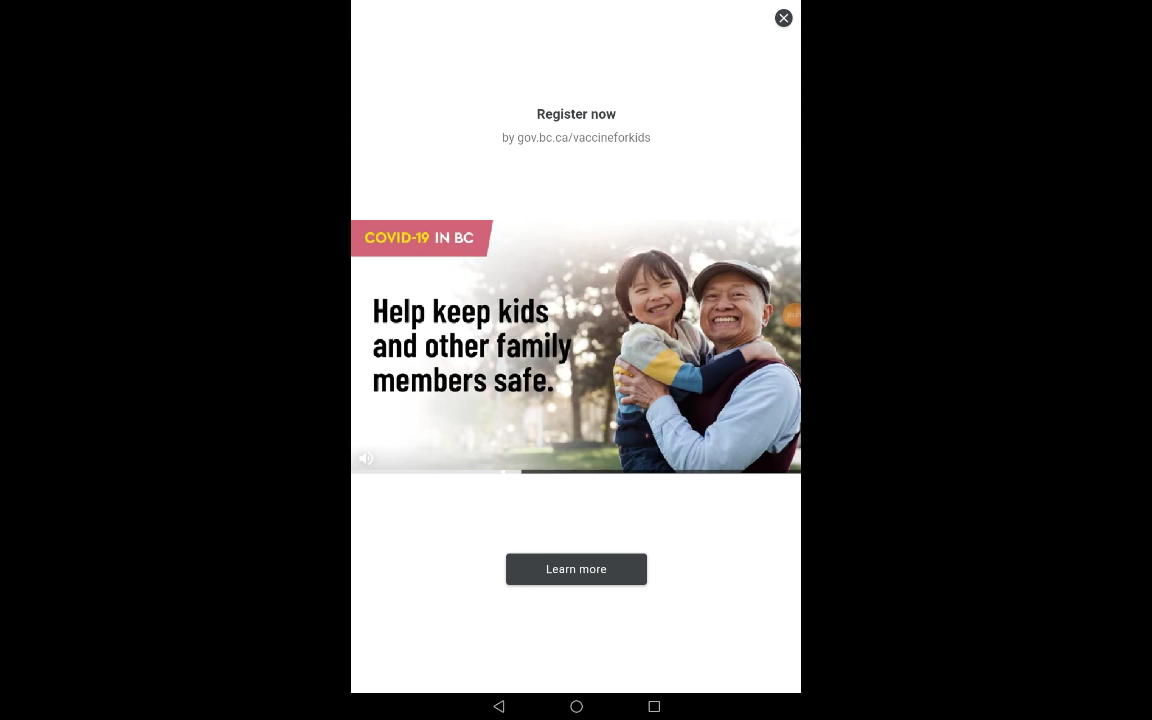 Register now
by gov.bc.ca/vaccineforkids
COVID-19 IN BC
Help keep kids
and other family
members safe.
Learn more